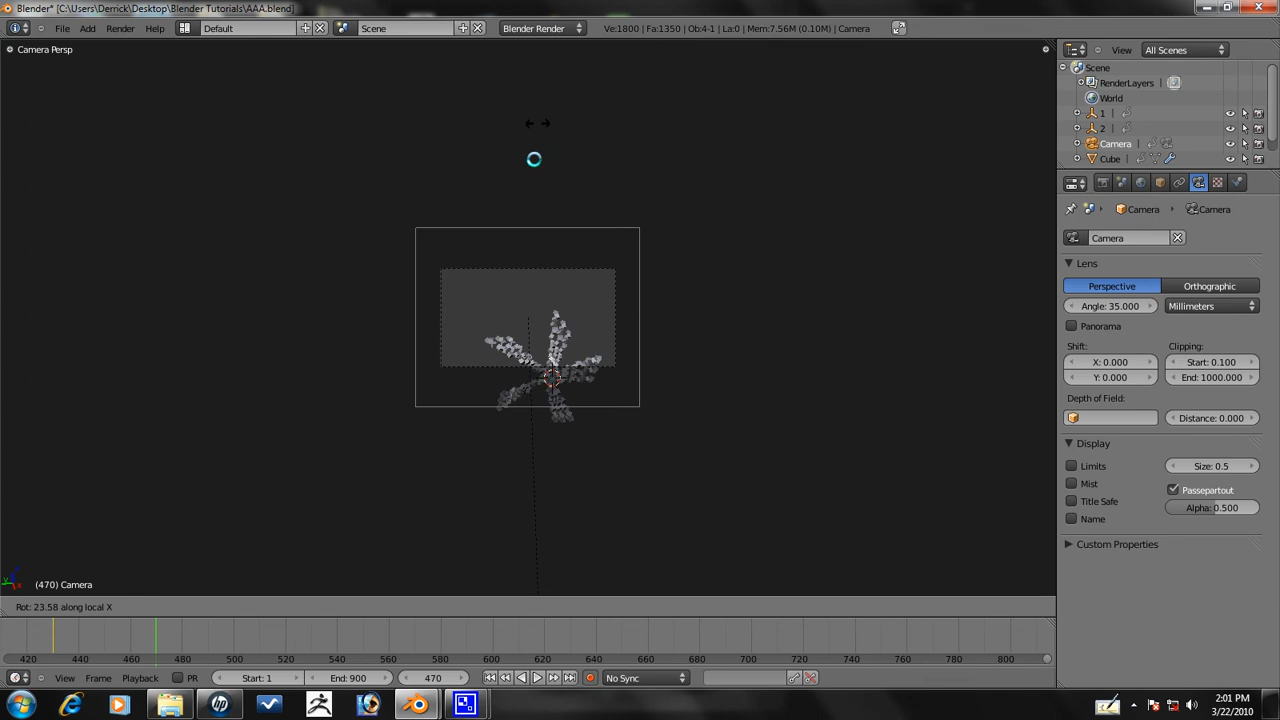 Blender* [C:\Users\Derrick\Desktop\Blender Tutorials\AAA.blend]
File Add Render Help Default Scene Blender Render Ve:1800 | Fa:1350 | Ob:4-1 | La:0 | Mem:7.56M (0.10M) | Camera
Camera Persp
View All Scenes
Scene
RenderLayers |
World
1 |
2 |
Camera |
Cube |
Camera Camera
Camera
Lens
Perspective Orthographic
Angle: 35.000 Millimeters
Panorama
Shift: Clipping:
X: 0.000 Start: 0.100
Y: 0.000 End: 1000.000
Depth of Field:
Distance: 0.000
Display
Limits Size: 0.5
Mist Passepartout
Title Safe Alpha: 0.500
Name
Custom Properties
(470) Camera
Rot: 23.58 along local X
420 440 460 480 500 520 540 560 580 600 620 640 660 680 700 720 740 760 780 800
View Frame Playback PR Start: 1 End: 900 470 No Sync
2:01 PM
3/22/2010